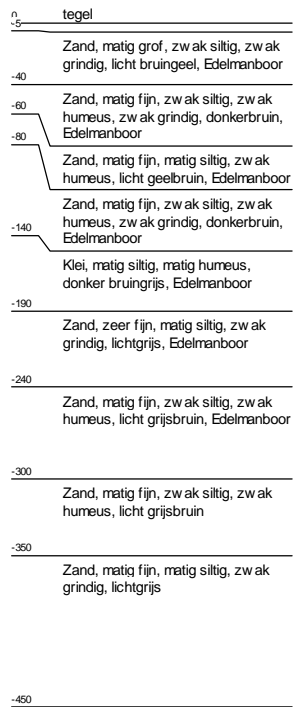 0
tegel
-5
Zand, matig grof, zwak siltig, zwak
grindig, licht bruingeel, Edelmanboor
-40
Zand, matig fijn, zwak siltig, zwak
humeus, zwak grindig, donkerbruin,
Edelmanboor
-60
Zand, matig fijn, matig siltig, zwak
humeus, licht geelbruin, Edelmanboor
-80
Zand, matig fijn, zwak siltig, zwak
humeus, zwak grindig, donkerbruin,
Edelmanboor
-140
Klei, matig siltig, matig humeus,
donker bruingrijs, Edelmanboor
-190
Zand, zeer fijn, matig siltig, zwak
grindig, lichtgrijs, Edelmanboor
-240
Zand, matig fijn, zwak siltig, zwak
humeus, licht grijsbruin, Edelmanboor
-300
Zand, matig fijn, zwak siltig, zwak
humeus, licht grijsbruin
-350
Zand, matig fijn, matig siltig, zwak
grindig, lichtgrijs
-450